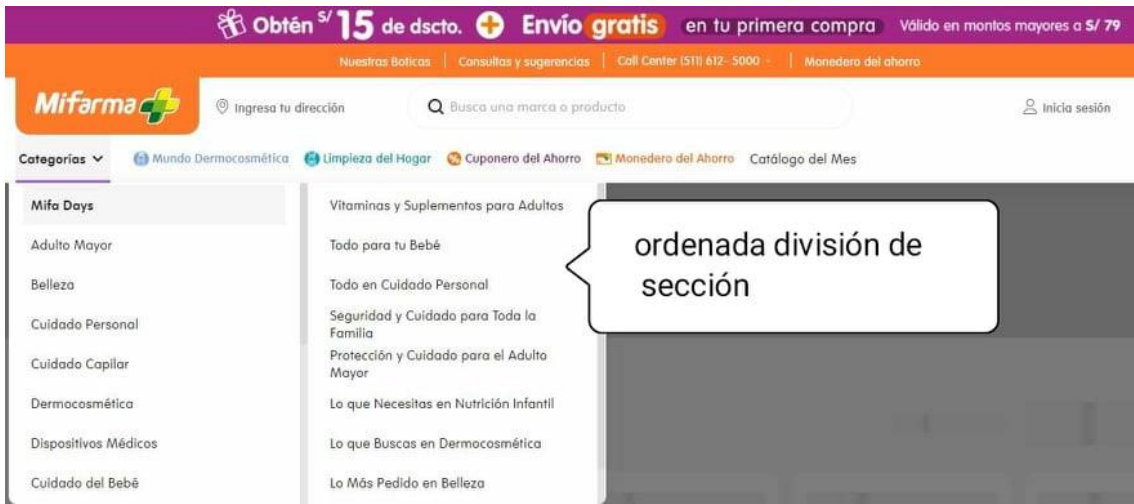 Obtén S/ 15 de dscto. + Envío gratis en tu primera compra Válido en montos mayores a S/ 79
Nuestras Boticas | Consultas y sugerencias | Call Center (511) 612- 5000 - | Monedero del ahorro
Mifarma
Ingresa tu dirección
Busca una marca o producto
Inicia sesión
Categorías
Mundo Dermocosmética
Limpieza del Hogar
Cuponero del Ahorro
Monedero del Ahorro
Catálogo del Mes
Mifa Days
Adulto Mayor
Belleza
Cuidado Personal
Cuidado Capilar
Dermocosmética
Dispositivos Médicos
Cuidado del Bebé
Vitaminas y Suplementos para Adultos
Todo para tu Bebé
Todo en Cuidado Personal
Seguridad y Cuidado para Toda la
Familia
Protección y Cuidado para el Adulto
Mayor
Lo que Necesitas en Nutrición Infantil
Lo que Buscas en Dermocosmética
Lo Más Pedido en Belleza
ordenada división de
sección